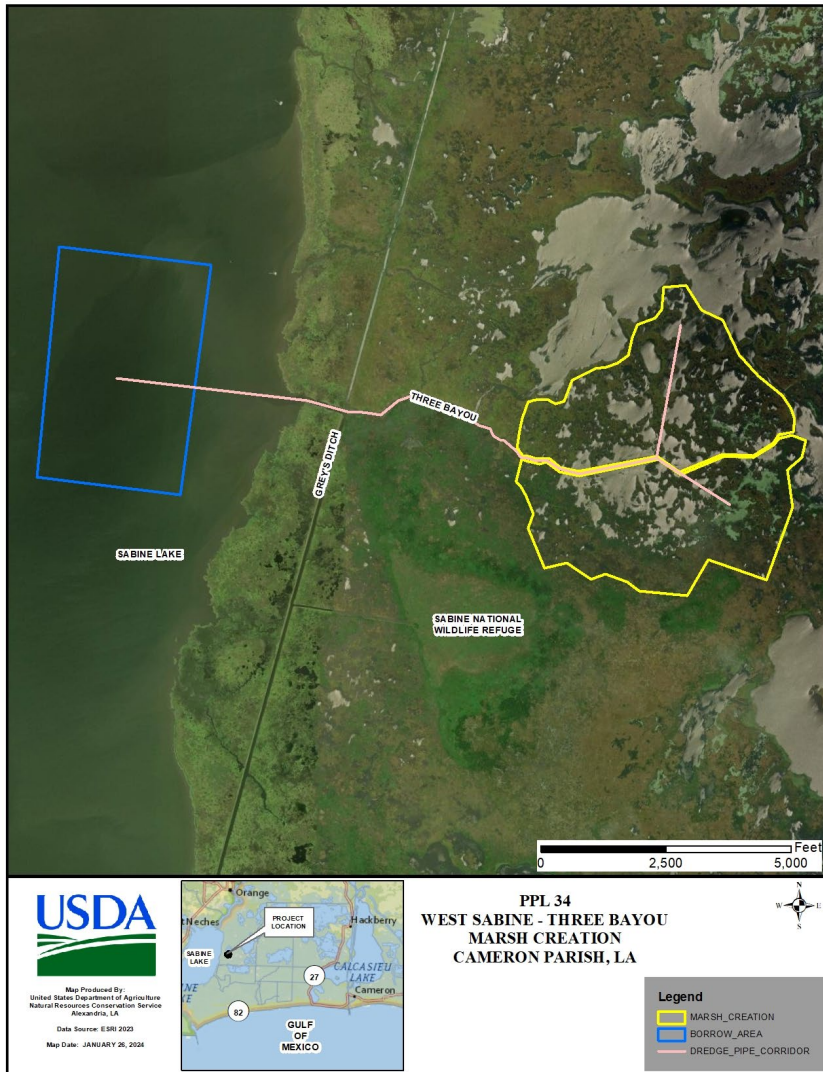 THREE BAYOU
GREY'S DITCH
SABINE LAKE
SABINE NATIONAL
WILDLIFE REFUGE
Feet
0 2,500 5,000
USDA
Map Produced By:
United States Department of Agriculture
Natural Resources Conservation Service
Alexandria, LA
Data Source: ESRI 2023
Map Date: JANUARY 26, 2024
Orange
t Neches
PROJECT
LOCATION
Hackberry
SABINE
LAKE
CALCASIEU
LAKE
27
INE
KE
Cameron
82
GULF
OF
MEXICO
PPL 34
WEST SABINE - THREE BAYOU
MARSH CREATION
CAMERON PARISH, LA
N
W E
S
Legend
MARSH_CREATION
BORROW_AREA
DREDGE_PIPE_CORRIDOR